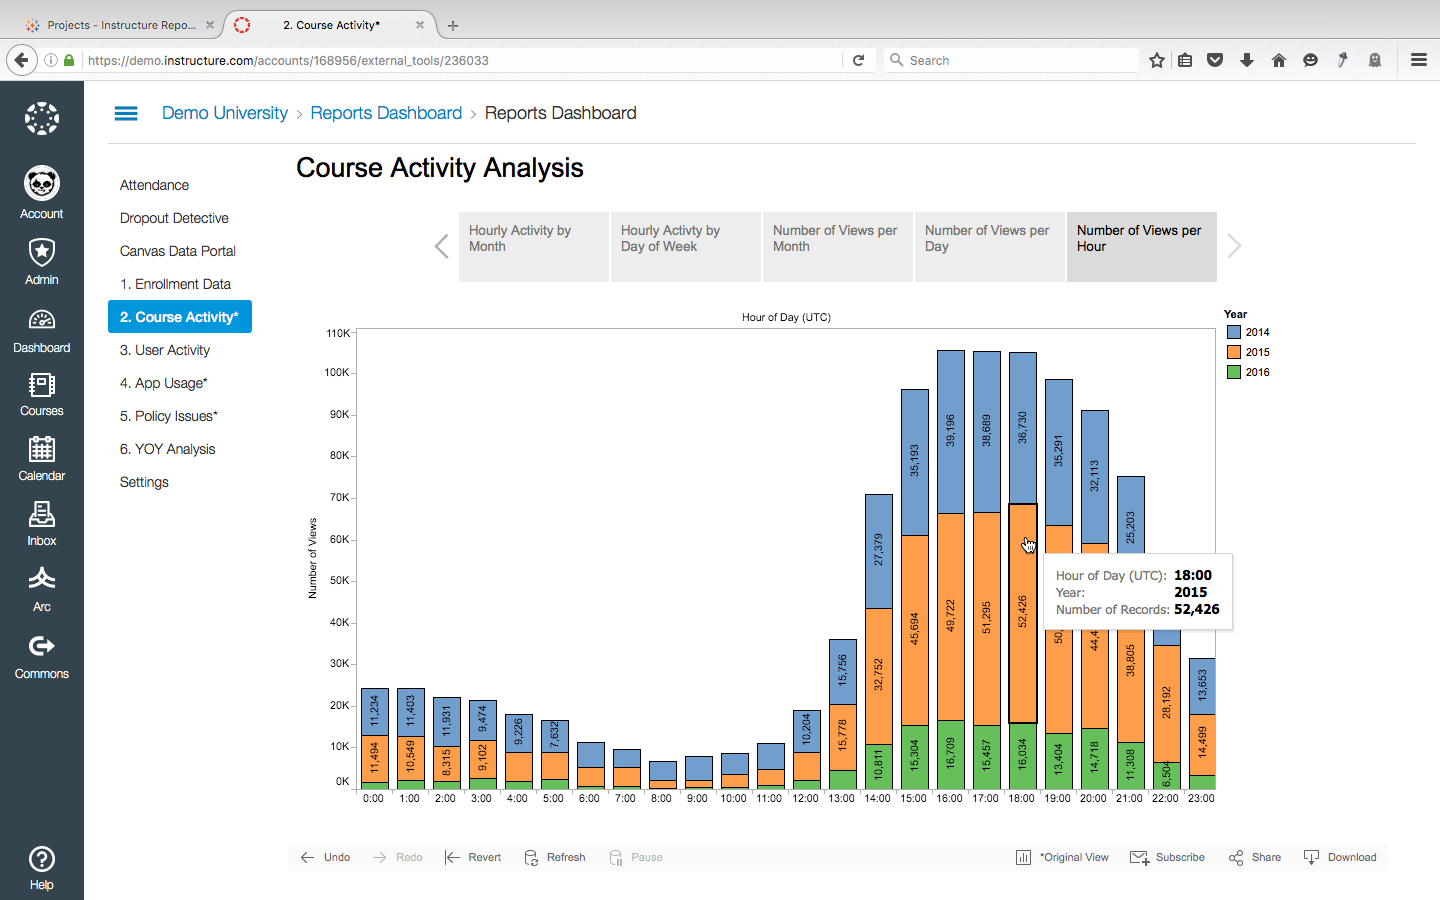 Projects - Instructure Repo...
2. Course Activity*
https://demo.instructure.com/accounts/168956/external_tools/236033
Search
Demo University > Reports Dashboard > Reports Dashboard
Account
Admin
Dashboard
Courses
Calendar
Inbox
Arc
Commons
Help
Attendance
Dropout Detective
Canvas Data Portal
1. Enrollment Data
2. Course Activity*
3. User Activity
4. App Usage*
5. Policy Issues*
6. YOY Analysis
Settings
Course Activity Analysis
Hourly Activity by
Month
Hourly Activty by
Day of Week
Number of Views per
Month
Number of Views per
Day
Number of Views per
Hour
Hour of Day (UTC)
Year
2014
2015
2016
Number of Views
110K
100K
90K
80K
70K
60K
50K
40K
30K
20K
10K
0K
11,234
11,494
11,403
10,549
11,931
8,315
9,474
9,102
9,226
7,632
10,204
15,756
15,778
27,379
32,752
10,811
35,193
45,694
15,304
39,196
49,722
16,709
38,689
51,295
15,457
36,730
52,426
16,034
35,291
13,404
32,113
14,718
25,203
38,805
11,308
28,192
6,504
13,653
14,499
Hour of Day (UTC): 18:00
Year: 2015
Number of Records: 52,426
0:00 1:00 2:00 3:00 4:00 5:00 6:00 7:00 8:00 9:00 10:00 11:00 12:00 13:00 14:00 15:00 16:00 17:00 18:00 19:00 20:00 21:00 22:00 23:00
Undo
Redo
Revert
Refresh
Pause
*Original View
Subscribe
Share
Download